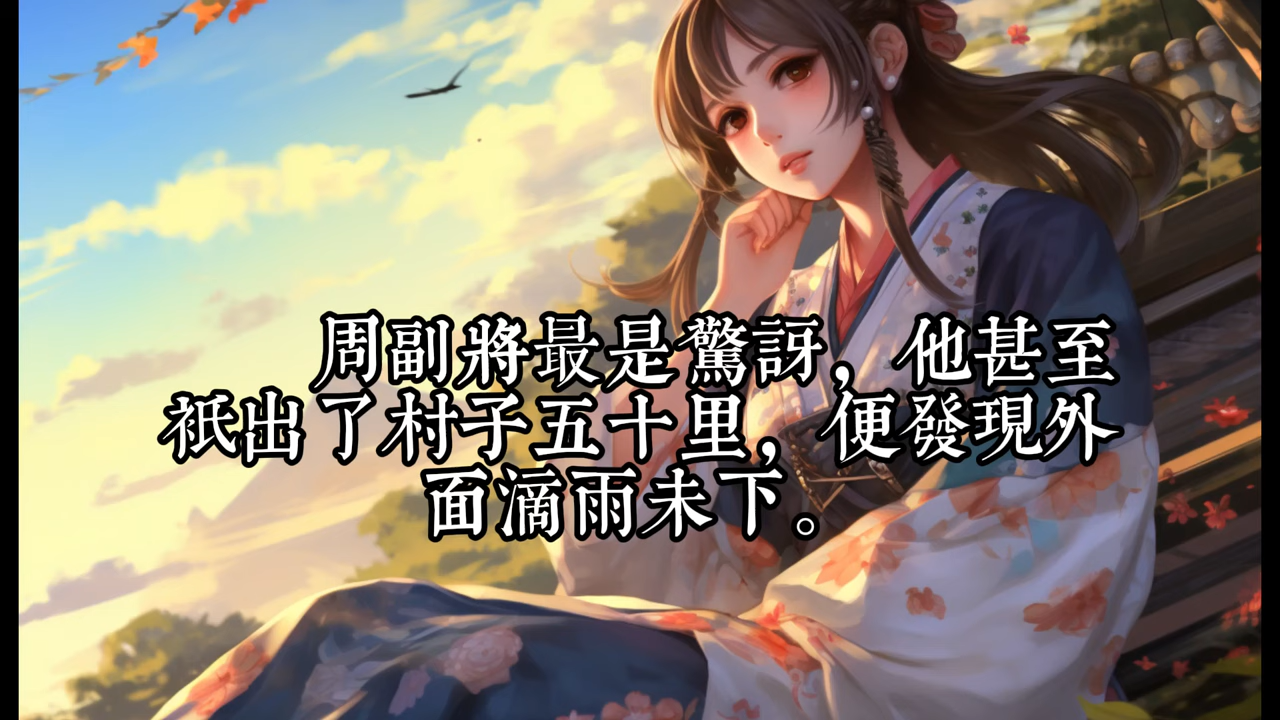 周副將最是驚訝，他甚至
衹出了村子五十里，便發現外
面滴雨未下。